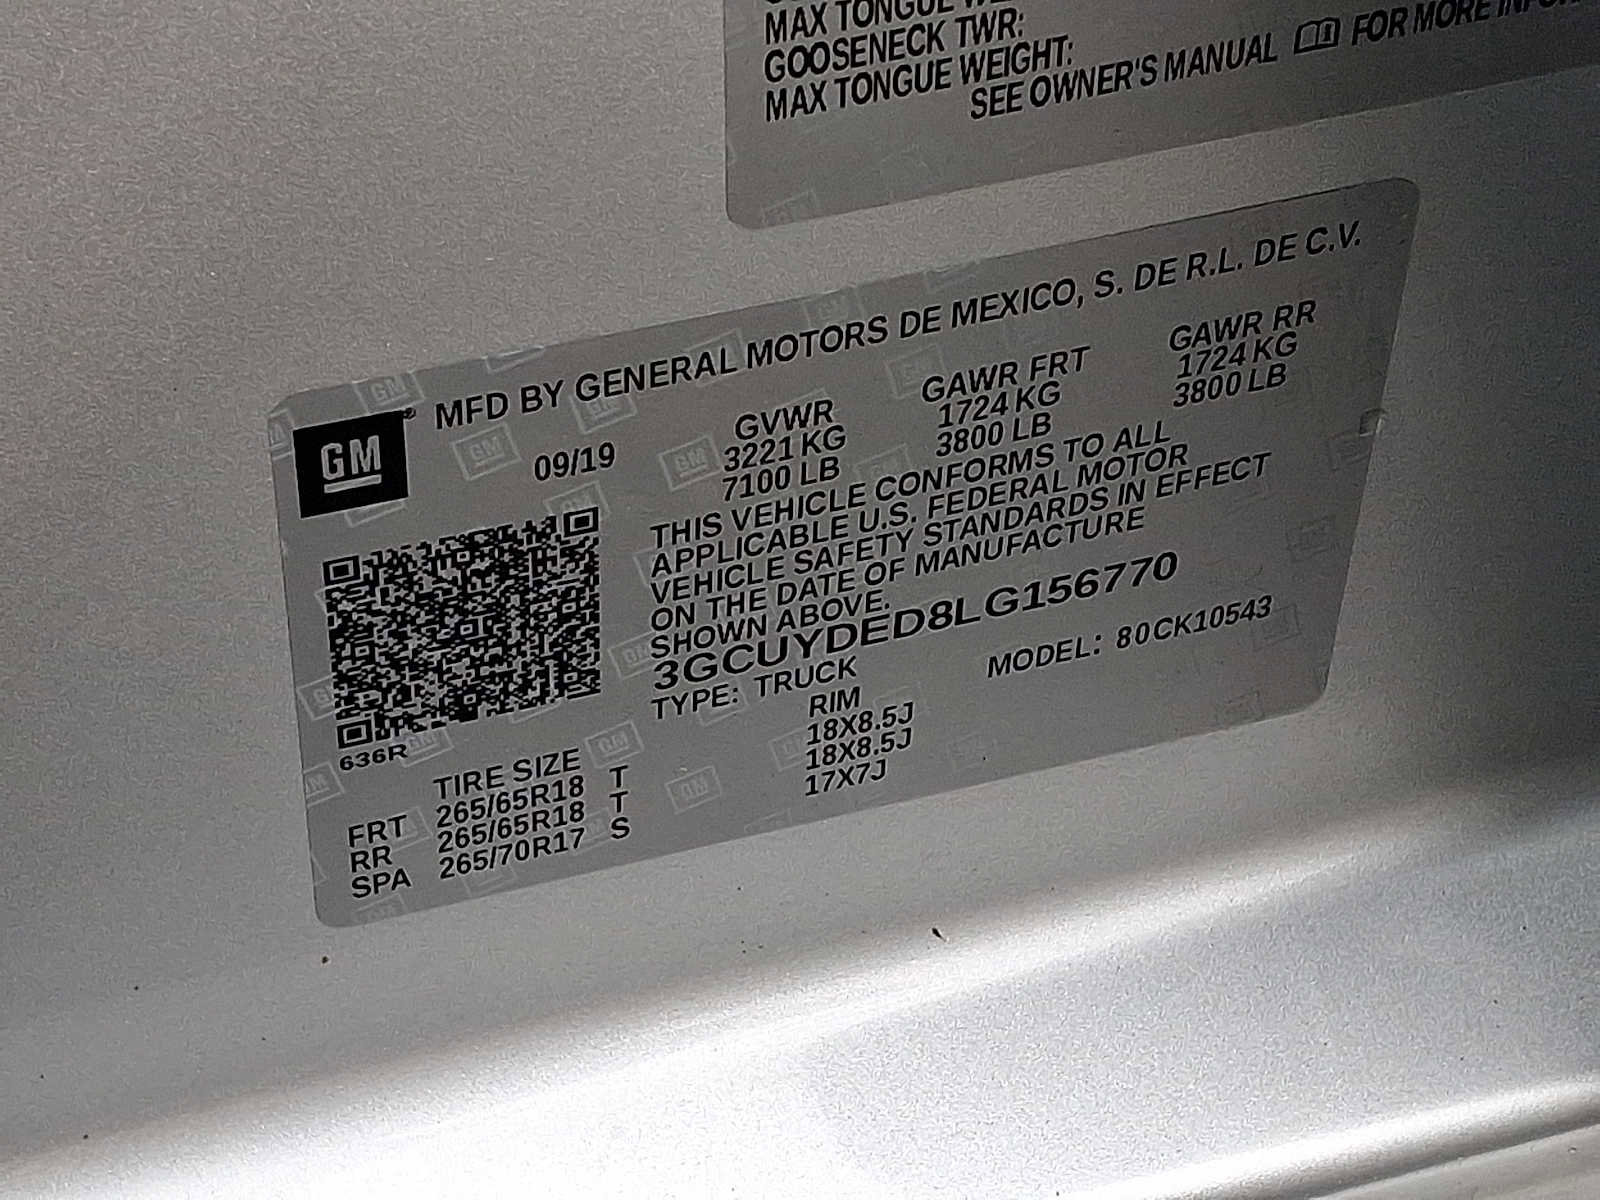 MAX TONGUE
GOOSENECK TWR:
MAX TONGUE WEIGHT:
SEE OWNER'S MANUAL FOR MORE
MFD BY GENERAL MOTORS DE MEXICO, S. DE R.L. DE C.V.
GM
09/19
GVWR GAWR FRT GAWR RR
3221 KG 1724 KG 1724 KG
7100 LB 3800 LB 3800 LB
THIS VEHICLE CONFORMS TO ALL
APPLICABLE U.S. FEDERAL MOTOR
VEHICLE SAFETY STANDARDS IN EFFECT
ON THE DATE OF MANUFACTURE
SHOWN ABOVE.
3GCUYDED8LG156770
TYPE: TRUCK MODEL: 80CK10543
636R
TIRE SIZE RIM
FRT 265/65R18 T 18X8.5J
RR 265/65R18 T 18X8.5J
SPA 265/70R17 S 17X7J